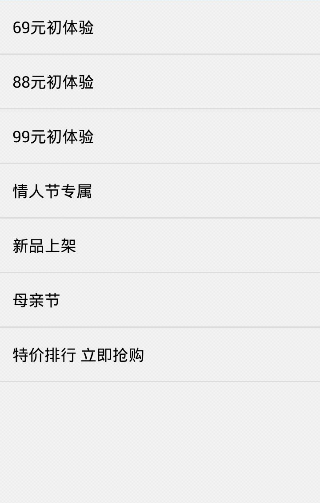 69元初体验
88元初体验
99元初体验
情人节专属
新品上架
母亲节
特价排行 立即抢购